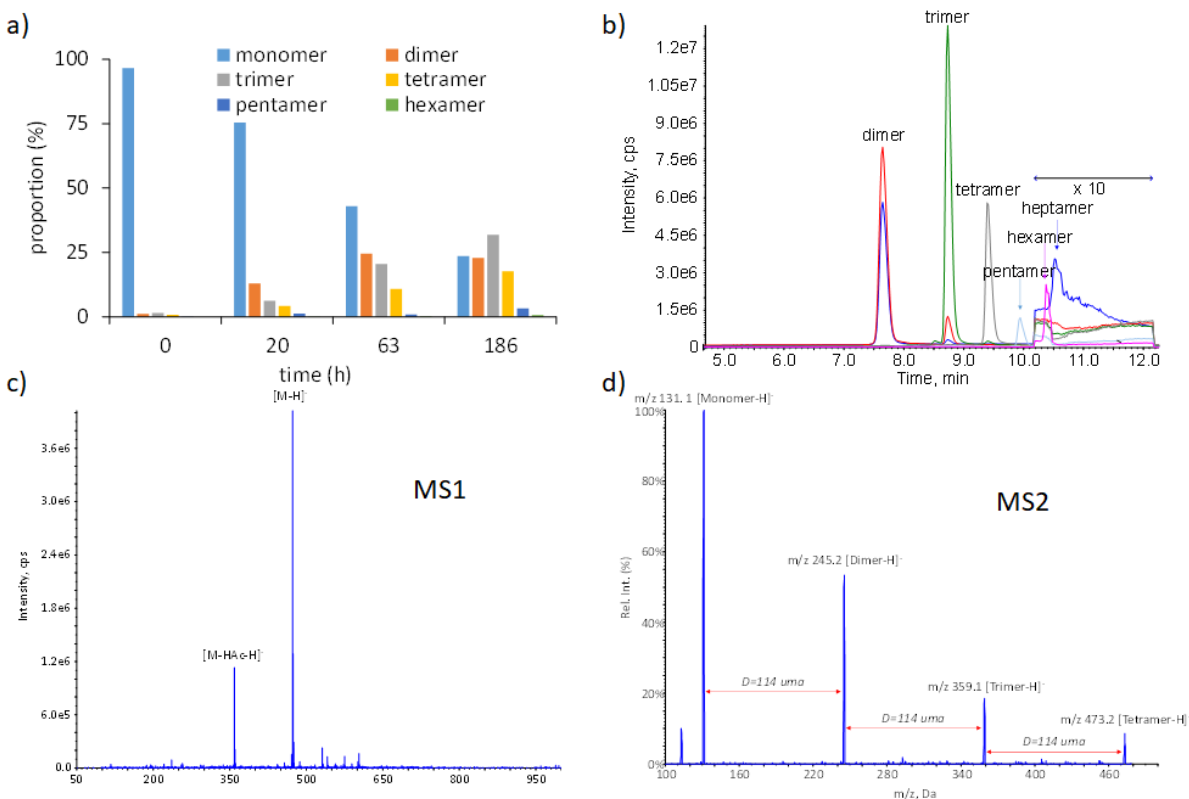 a)
monomer
dimer
trimer
tetramer
pentamer
hexamer
100
75
50
25
0
proportion (%)
0 20 63 186
time (h)
b)
trimer
dimer
tetramer
x 10
heptamer
hexamer
pentamer
1.2e7
1.05e7
9.0e6
7.5e6
6.0e6
4.5e6
3.0e6
1.5e6
0
Intensity, cps
5.0 6.0 7.0 8.0 9.0 10.0 11.0 12.0
Time, min
c)
[M-H]-
MS1
[M-HAc-H]-
3.6e6
3.0e6
2.4e6
1.8e6
1.2e6
6.0e5
0.0
Intensity, cps
50 200 350 500 650 800 950
d)
m/z 131.1 [Monomer-H]-
MS2
m/z 245.2 [Dimer-H]-
D=114 uma
m/z 359.1 [Trimer-H]-
D=114 uma
m/z 473.2 [Tetramer-H]
D=114 uma
100%
80%
60%
40%
20%
0%
Rel. Int. (%)
100 160 220 280 340 400 460
m/z, Da